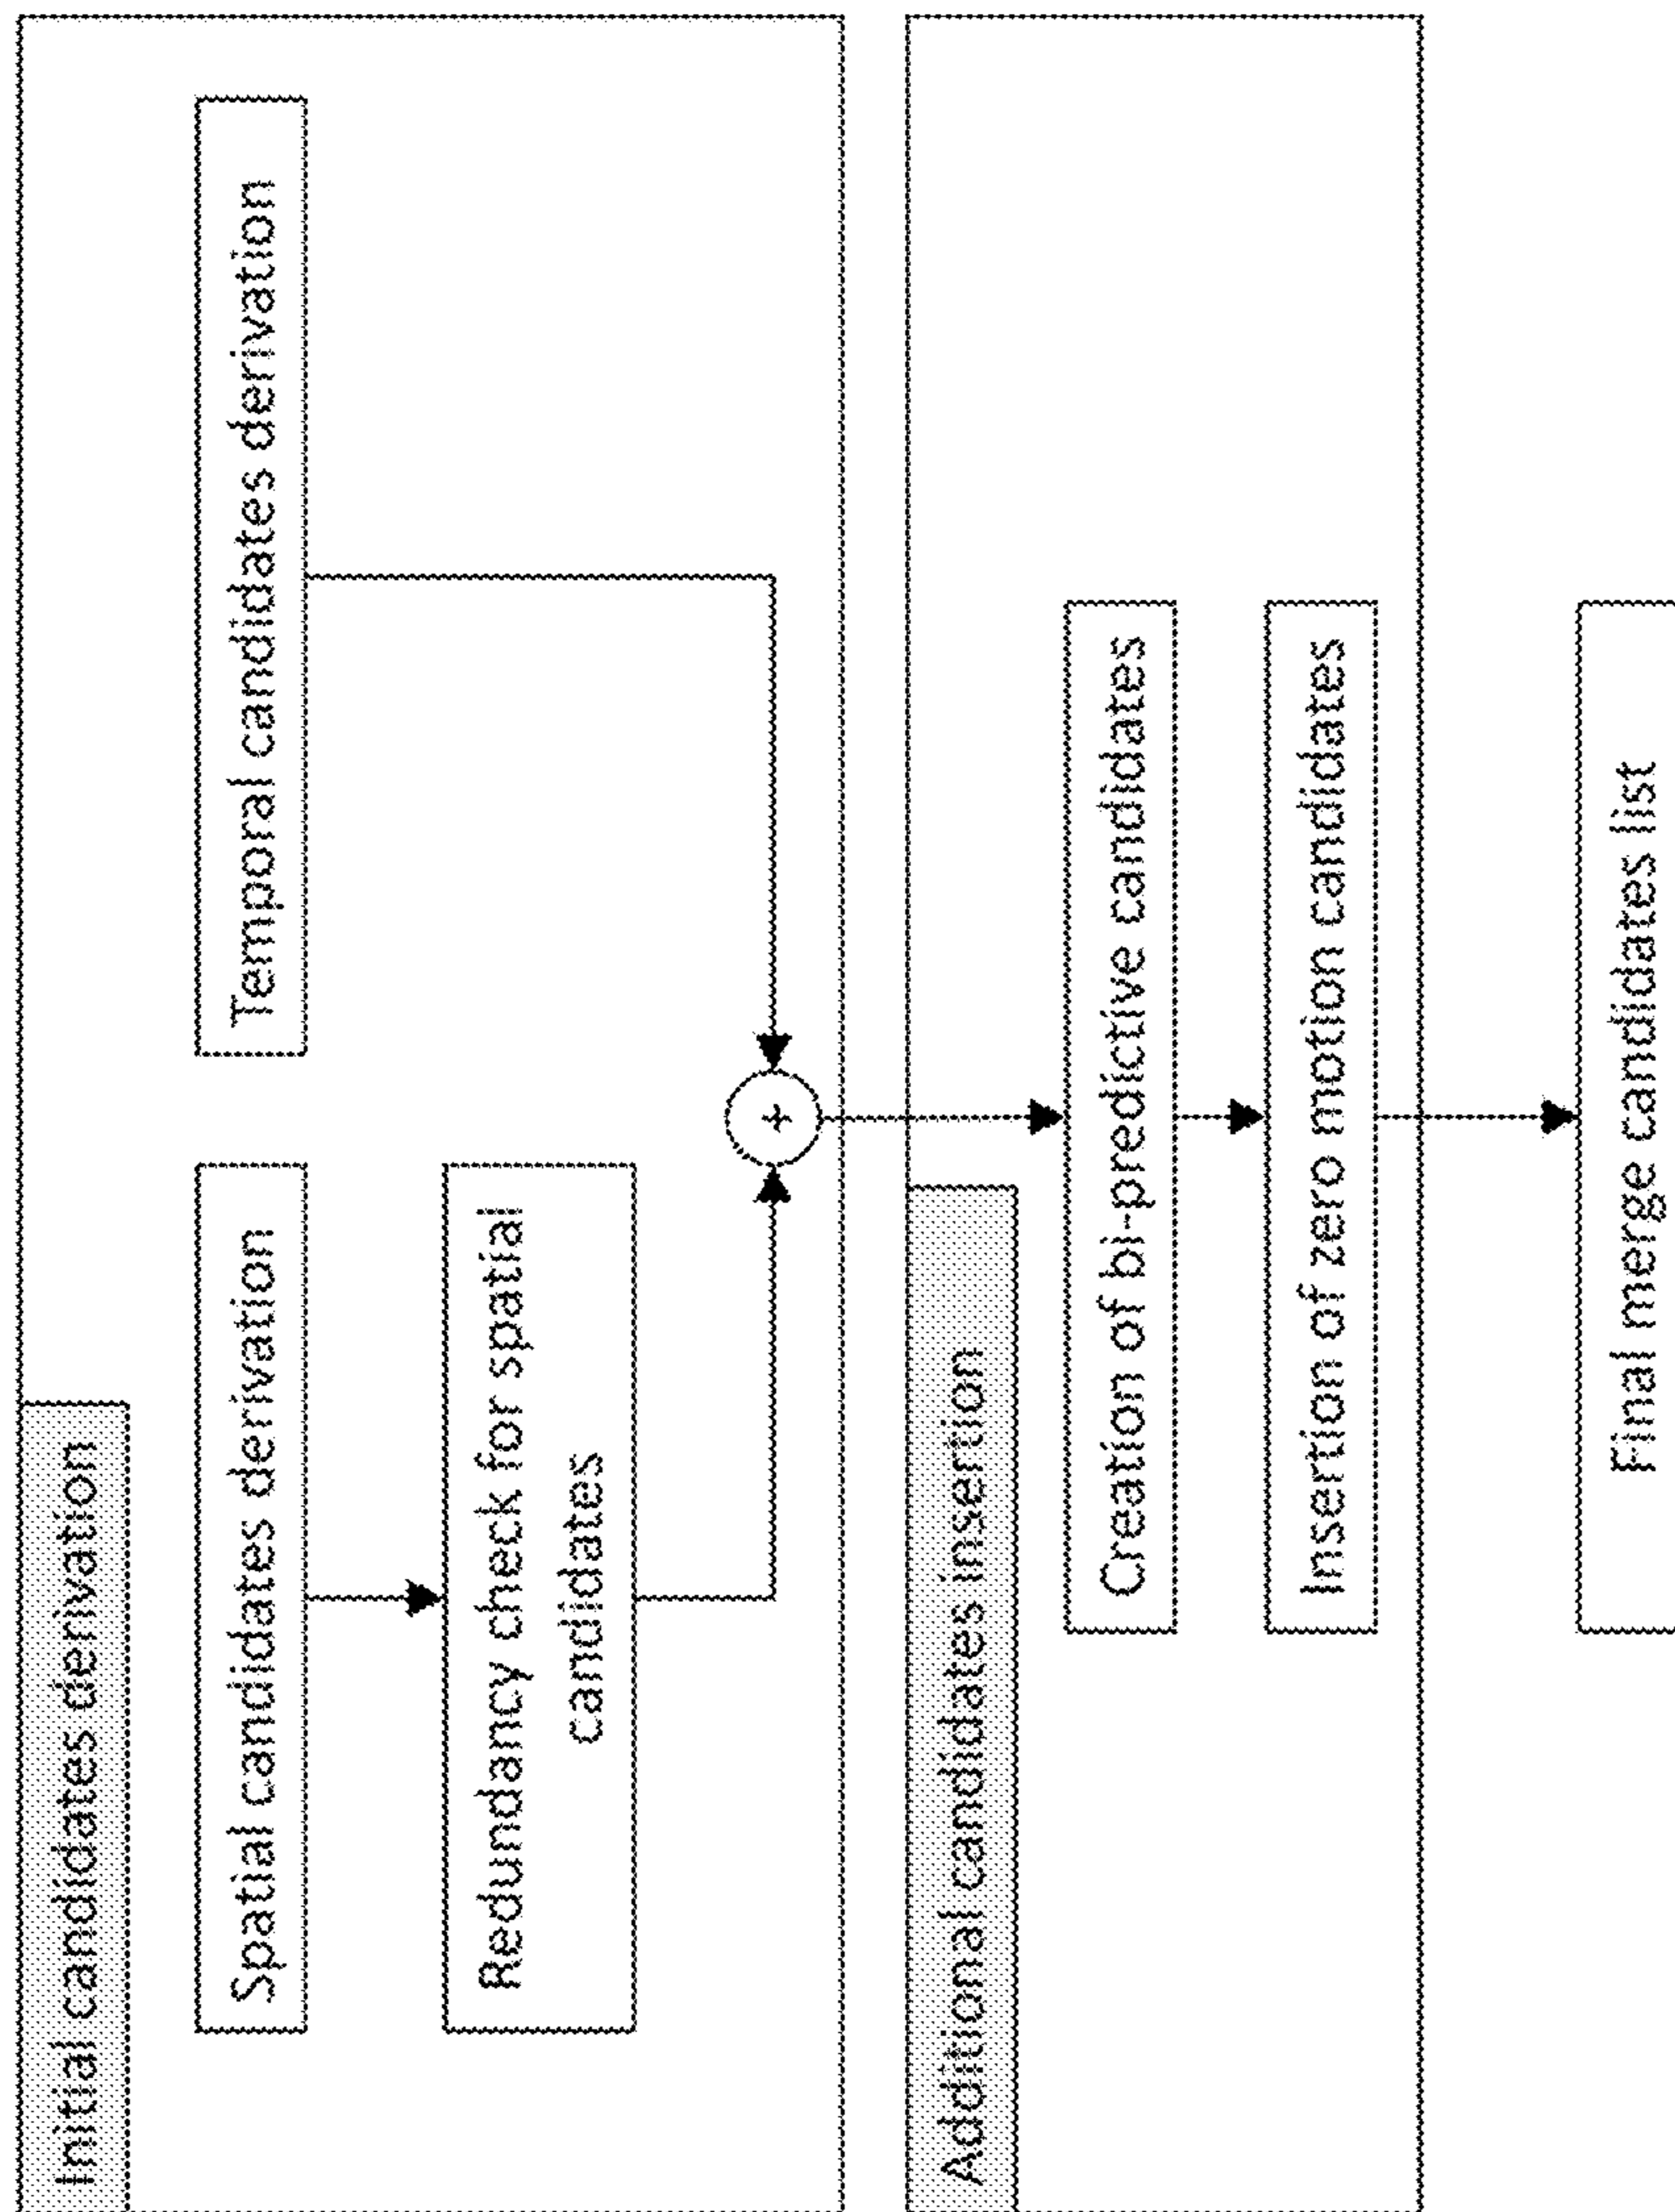 Initial candidates derivation
Spatial candidates derivation
Temporal candidates derivation
Redundancy check for spatial
candidates
+
Additional candidates insertion
Creation of bi-predictive candidates
Insertion of zero motion candidates
Final merge candidates list